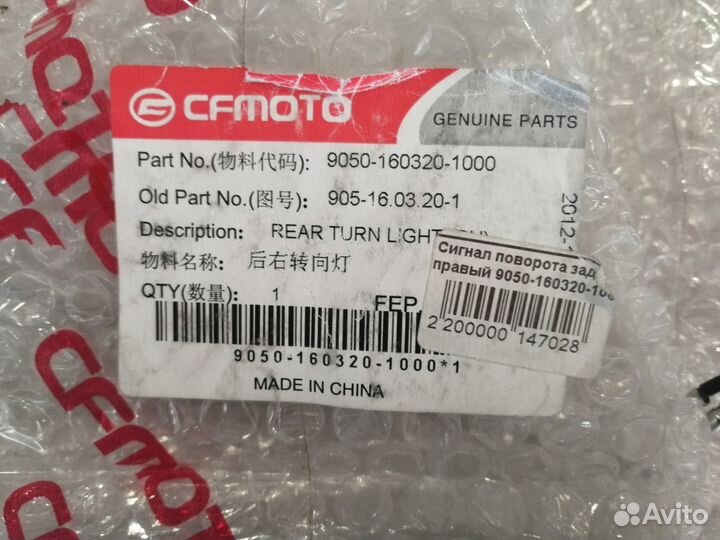 CFMOTO
GENUINE PARTS
Part No.(物料代码): 9050-160320-1000
Old Part No.(图号): 905-16.03.20-1
Description: REAR TURN LIGHT
物料名称: 后右转向灯
QTY(数量): 1
FEP
9050-160320-1000*1
MADE IN CHINA
2012-
Сигнал поворота зад
правый 9050-160320-100
2 200000 147028
CFMOTO
CFMOTO
Avito